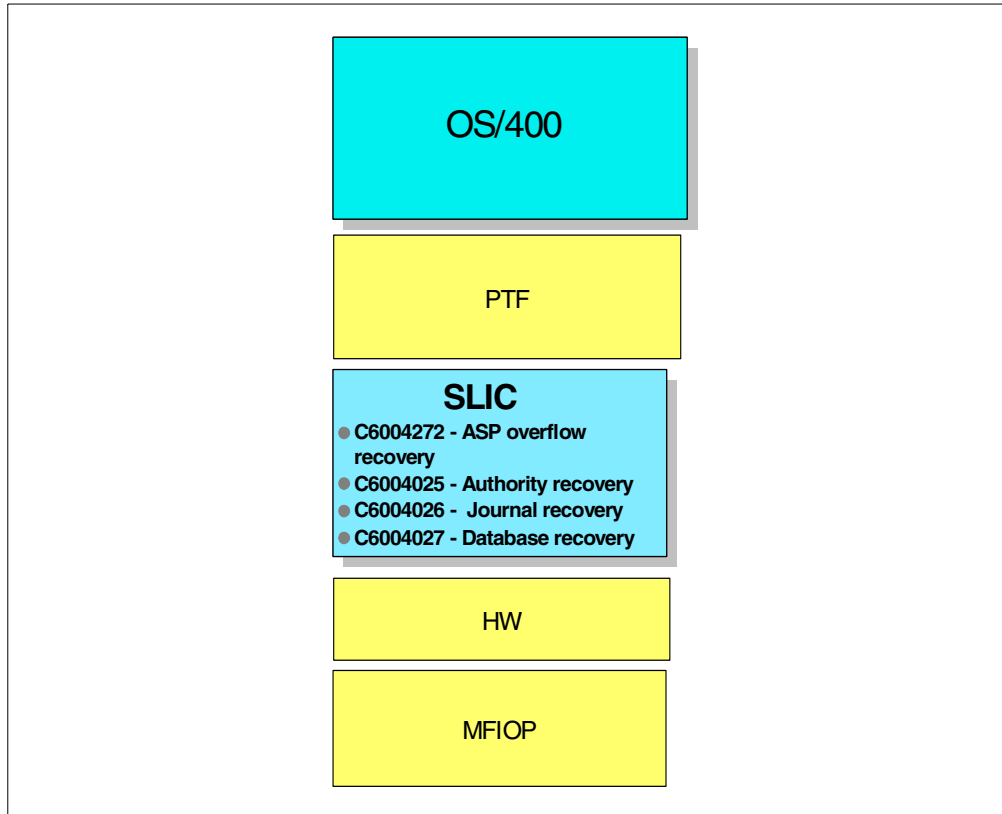 OS/400
PTF
SLIC
C6004272 - ASP overflow
recovery
C6004025 - Authority recovery
C6004026 - Journal recovery
C6004027 - Database recovery
HW
MFIOP